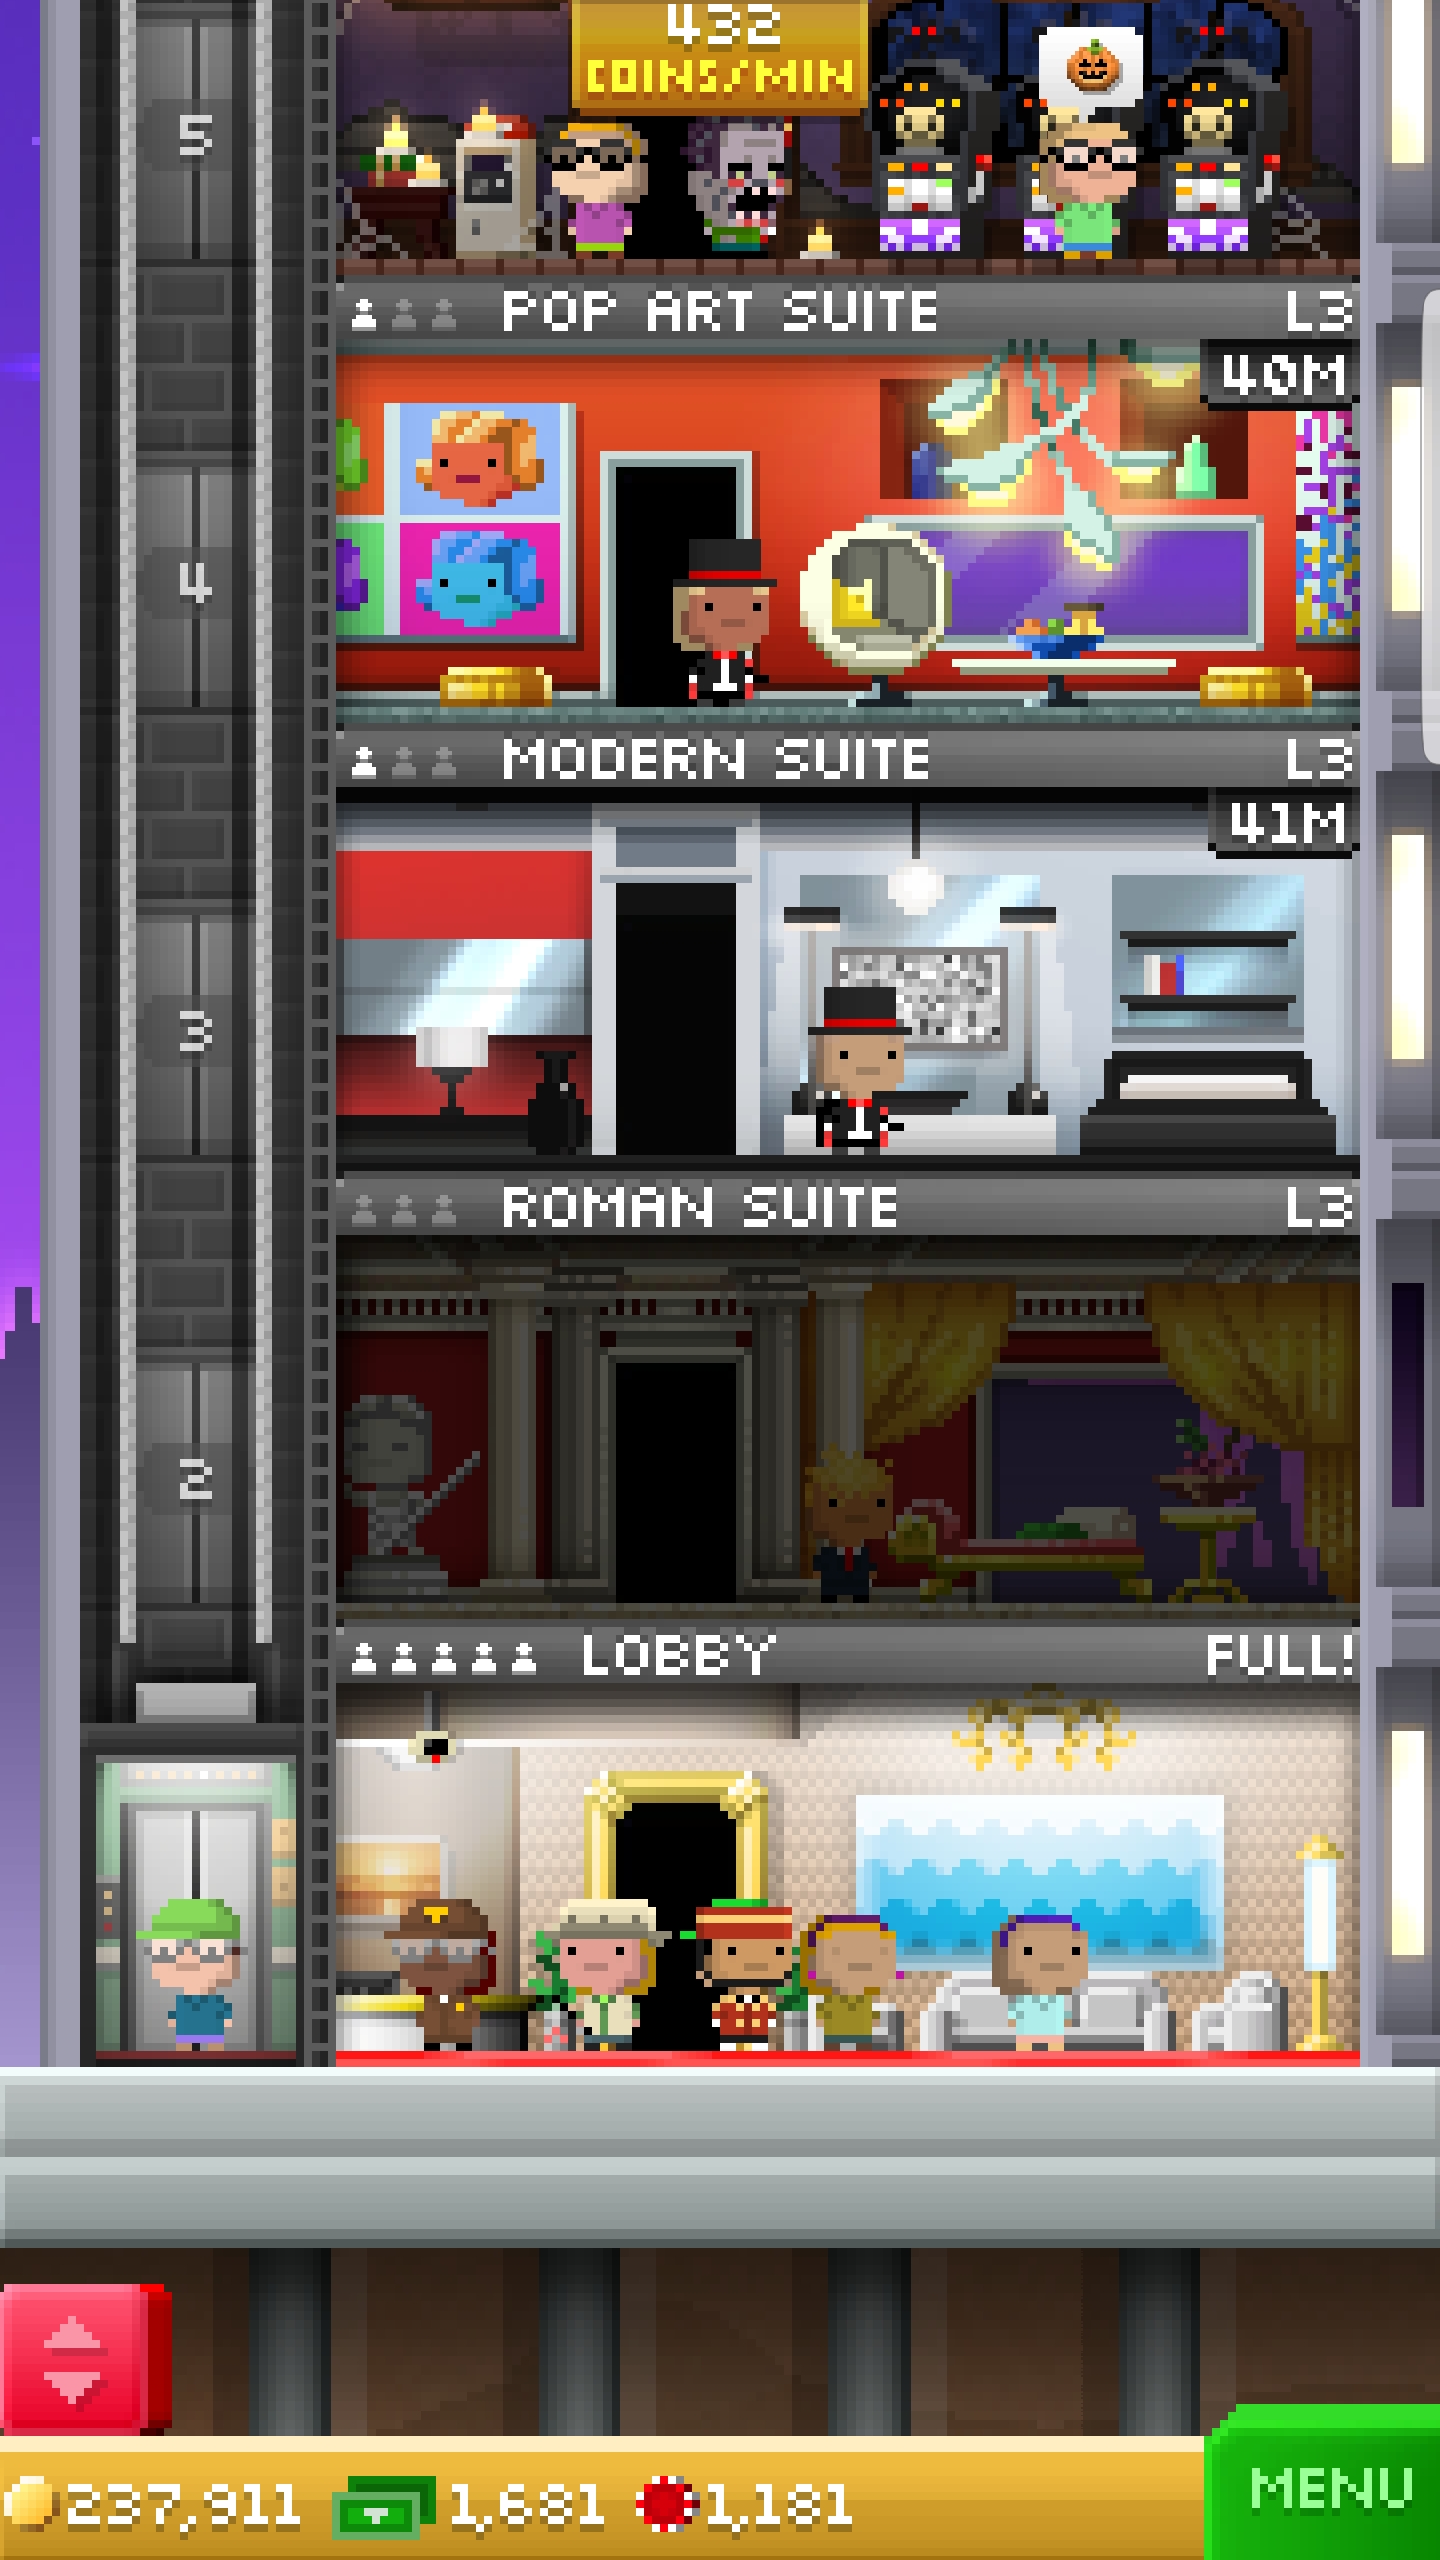 432
COINS/MIN
5
POP ART SUITE L3
40M
4
MODERN SUITE L3
41M
3
ROMAN SUITE L3
2
LOBBY FULL!
237,911 1,681 1,181
MENU